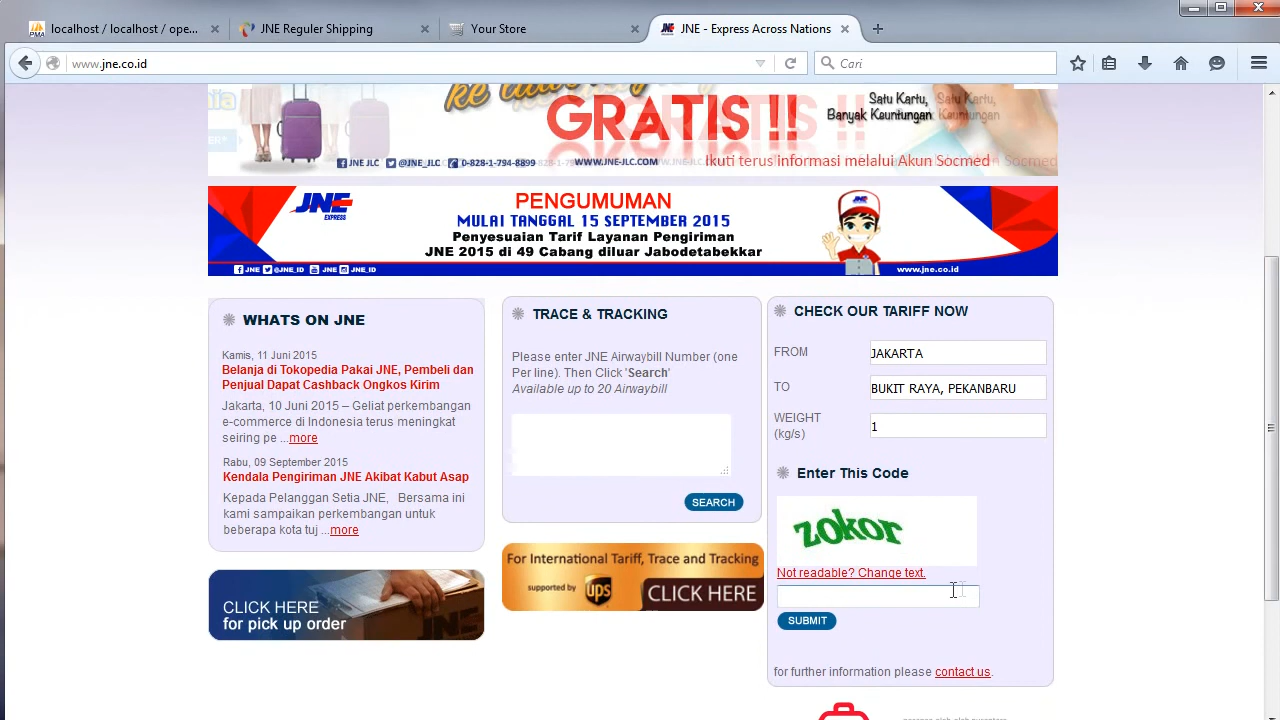 localhost / localhost / ope...
JNE Reguler Shipping
Your Store
JNE - Express Across Nations
www.jne.co.id
Cari
GRATIS !!
Satu Kartu,
Banyak Keuntungan
JNE JLC @JNE_JLC 0-828-1-794-8899 WWW.JNE-JLC.COM
Ikuti terus informasi melalui Akun Socmed
JNE
EXPRESS
PENGUMUMAN
MULAI TANGGAL 15 SEPTEMBER 2015
Penyesuaian Tarif Layanan Pengiriman
JNE 2015 di 49 Cabang diluar Jabodetabekkar
JNE @JNE_ID JNE JNE_ID
www.jne.co.id
WHATS ON JNE
Kamis, 11 Juni 2015
Belanja di Tokopedia Pakai JNE, Pembeli dan
Penjual Dapat Cashback Ongkos Kirim
Jakarta, 10 Juni 2015 – Geliat perkembangan
e-commerce di Indonesia terus meningkat
seiring pe ...more
Rabu, 09 September 2015
Kendala Pengiriman JNE Akibat Kabut Asap
Kepada Pelanggan Setia JNE, Bersama ini
kami sampaikan perkembangan untuk
beberapa kota tuj ...more
CLICK HERE
for pick up order
TRACE & TRACKING
Please enter JNE Airwaybill Number (one
Per line). Then Click 'Search'
Available up to 20 Airwaybill
SEARCH
For International Tariff, Trace and Tracking
supported by ups CLICK HERE
CHECK OUR TARIFF NOW
FROM JAKARTA
TO BUKIT RAYA, PEKANBARU
WEIGHT
(kg/s) 1
Enter This Code
zokor
Not readable? Change text.
SUBMIT
for further information please contact us.